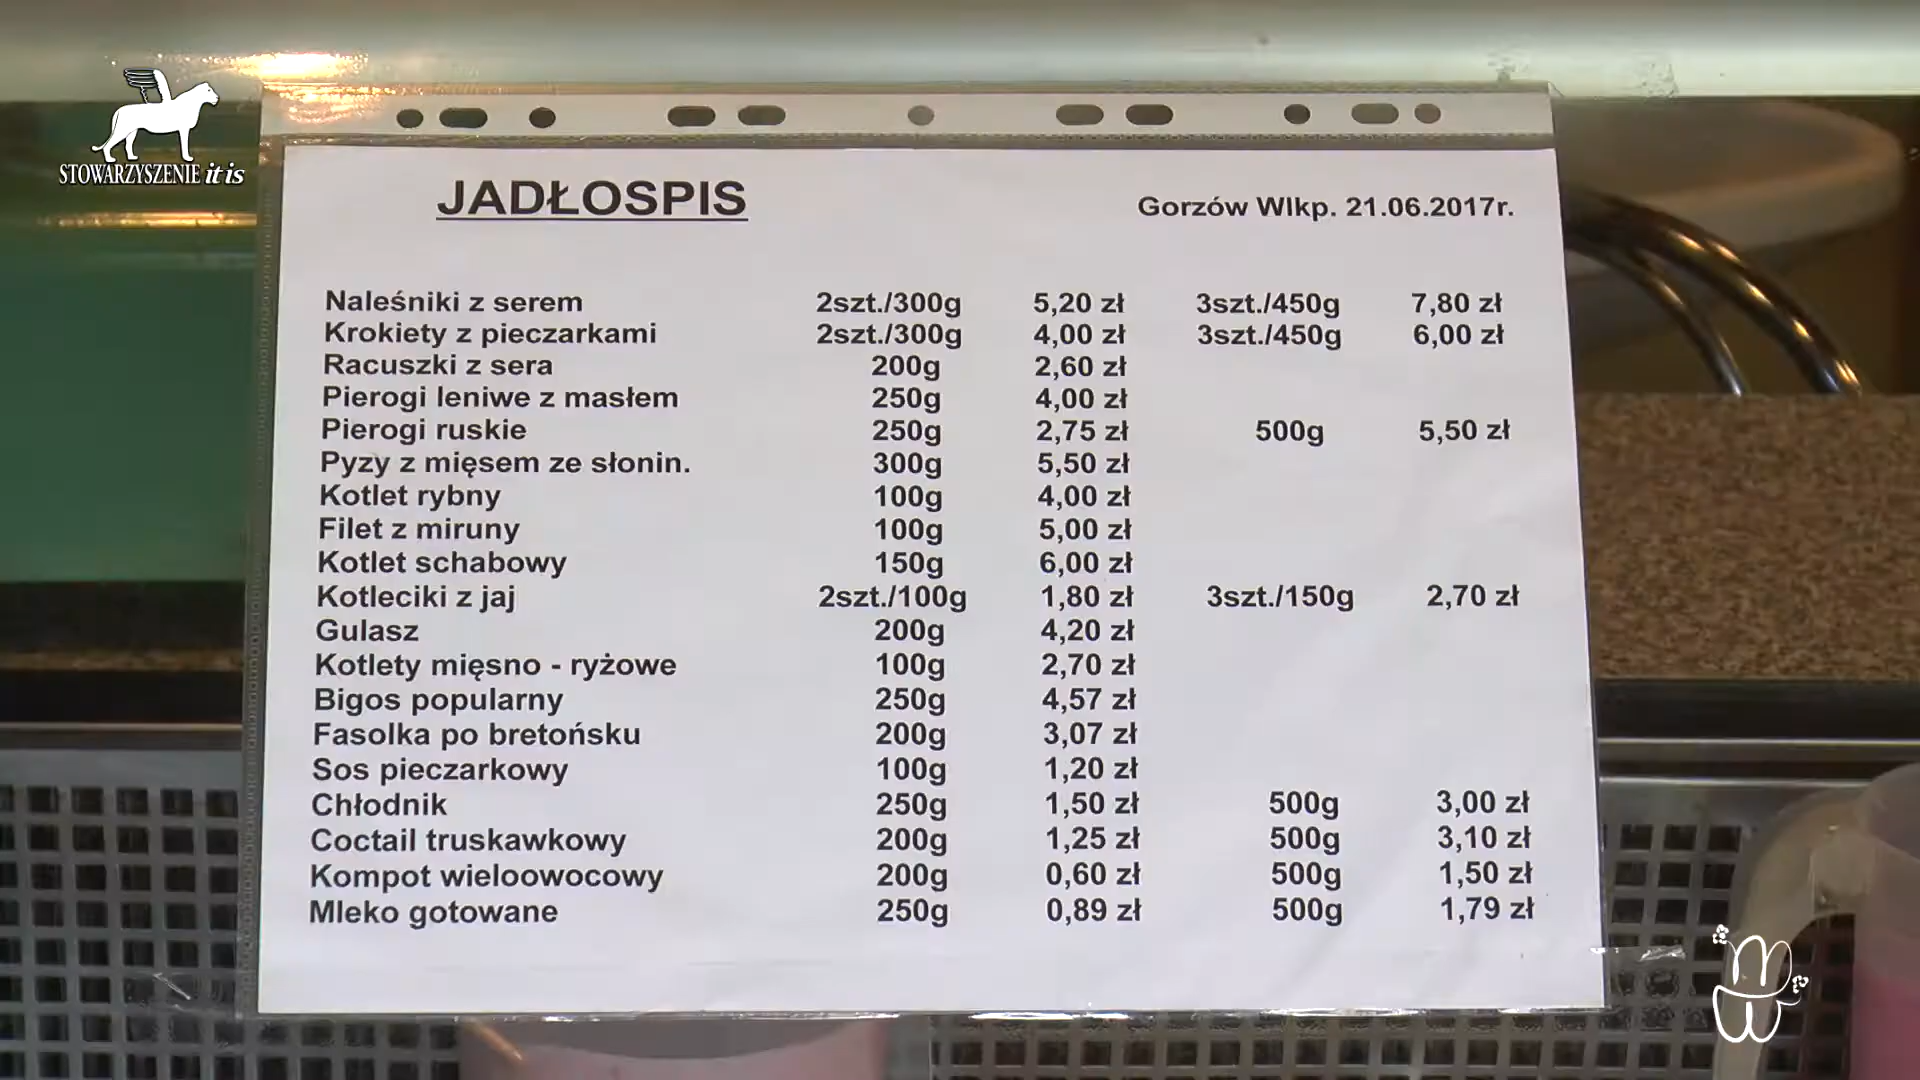 STOWARZYSZENIE it is
JADŁOSPIS
Gorzów Wlkp. 21.06.2017r.
Naleśniki z serem 2szt./300g 5,20 zł 3szt./450g 7,80 zł
Krokiety z pieczarkami 2szt./300g 4,00 zł 3szt./450g 6,00 zł
Racuszki z sera 200g 2,60 zł
Pierogi leniwe z masłem 250g 4,00 zł
Pierogi ruskie 250g 2,75 zł 500g 5,50 zł
Pyzy z mięsem ze słonin. 300g 5,50 zł
Kotlet rybny 100g 4,00 zł
Filet z miruny 100g 5,00 zł
Kotlet schabowy 150g 6,00 zł
Kotleciki z jaj 2szt./100g 1,80 zł 3szt./150g 2,70 zł
Gulasz 200g 4,20 zł
Kotlety mięsno - ryżowe 100g 2,70 zł
Bigos popularny 250g 4,57 zł
Fasolka po bretońsku 200g 3,07 zł
Sos pieczarkowy 100g 1,20 zł
Chłodnik 250g 1,50 zł 500g 3,00 zł
Coctail truskawkowy 200g 1,25 zł 500g 3,10 zł
Kompot wieloowocowy 200g 0,60 zł 500g 1,50 zł
Mleko gotowane 250g 0,89 zł 500g 1,79 zł